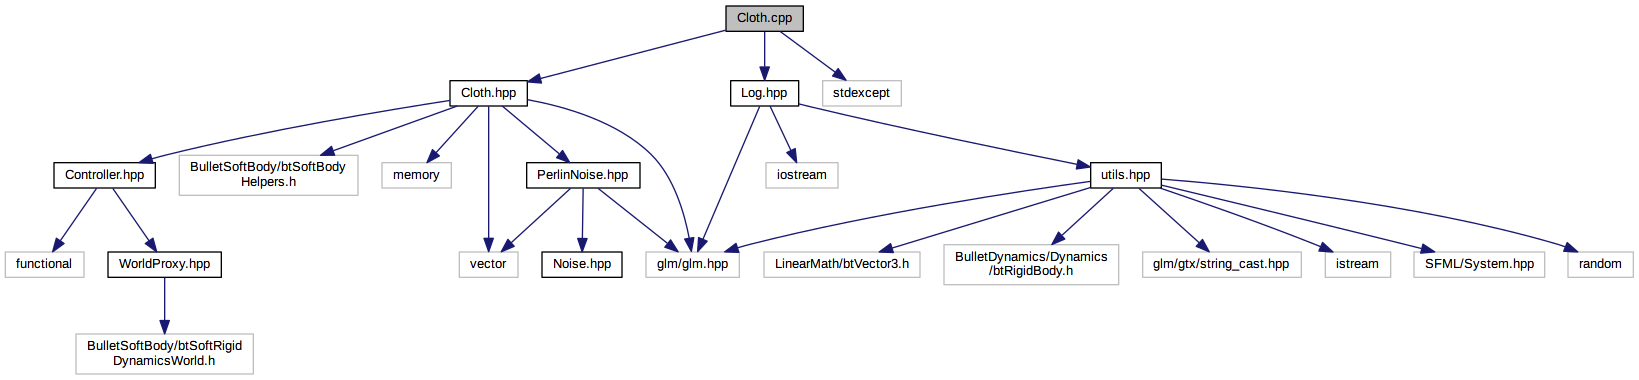 Cloth.cpp
Cloth.hpp
Log.hpp
stdexcept
Controller.hpp
BulletSoftBody/btSoftBody
Helpers.h
memory
PerlinNoise.hpp
iostream
utils.hpp
functional
WorldProxy.hpp
vector
Noise.hpp
glm/glm.hpp
LinearMath/btVector3.h
BulletDynamics/Dynamics
/btRigidBody.h
glm/gtx/string_cast.hpp
istream
SFML/System.hpp
random
BulletSoftBody/btSoftRigid
DynamicsWorld.h